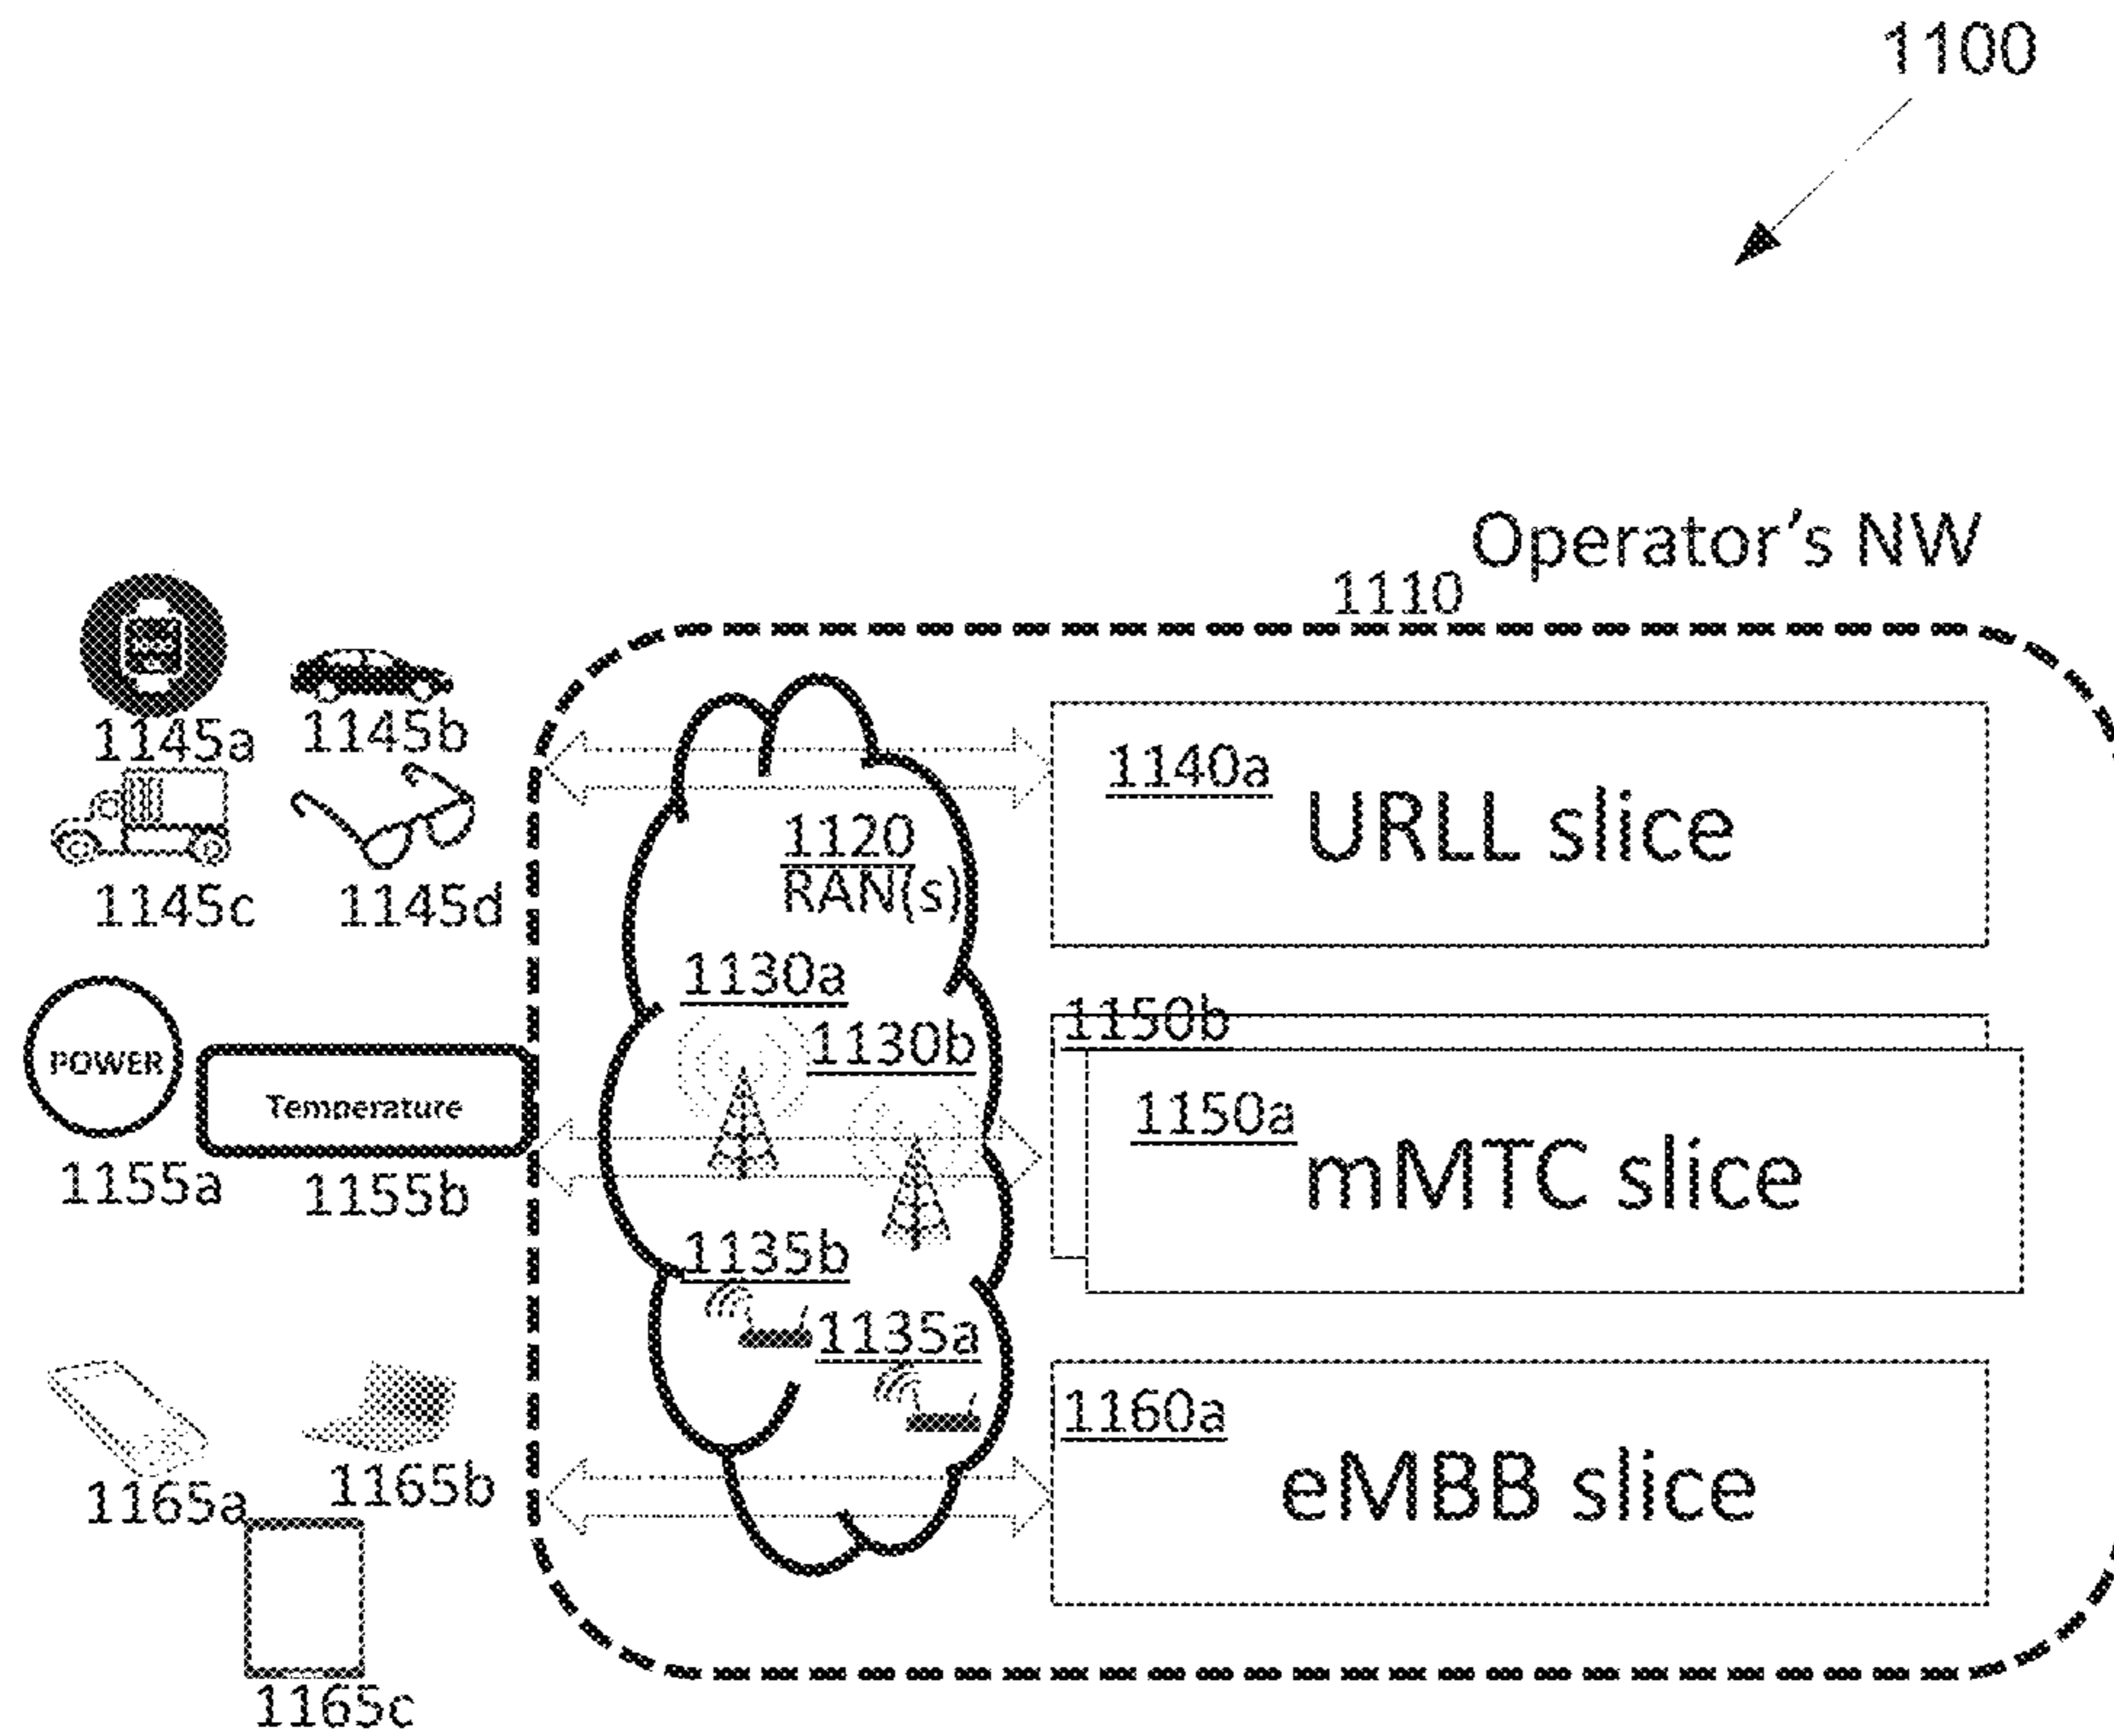 1100
Operator's NW
1110
1145a
1145b
1145c
1145d
1140a
URLL slice
1120
RAN(s)
1130a
1130b
POWER
Temperature
1155a
1155b
1150b
1150a
mMTC slice
1135b
1135a
1160a
eMBB slice
1165a
1165b
1165c